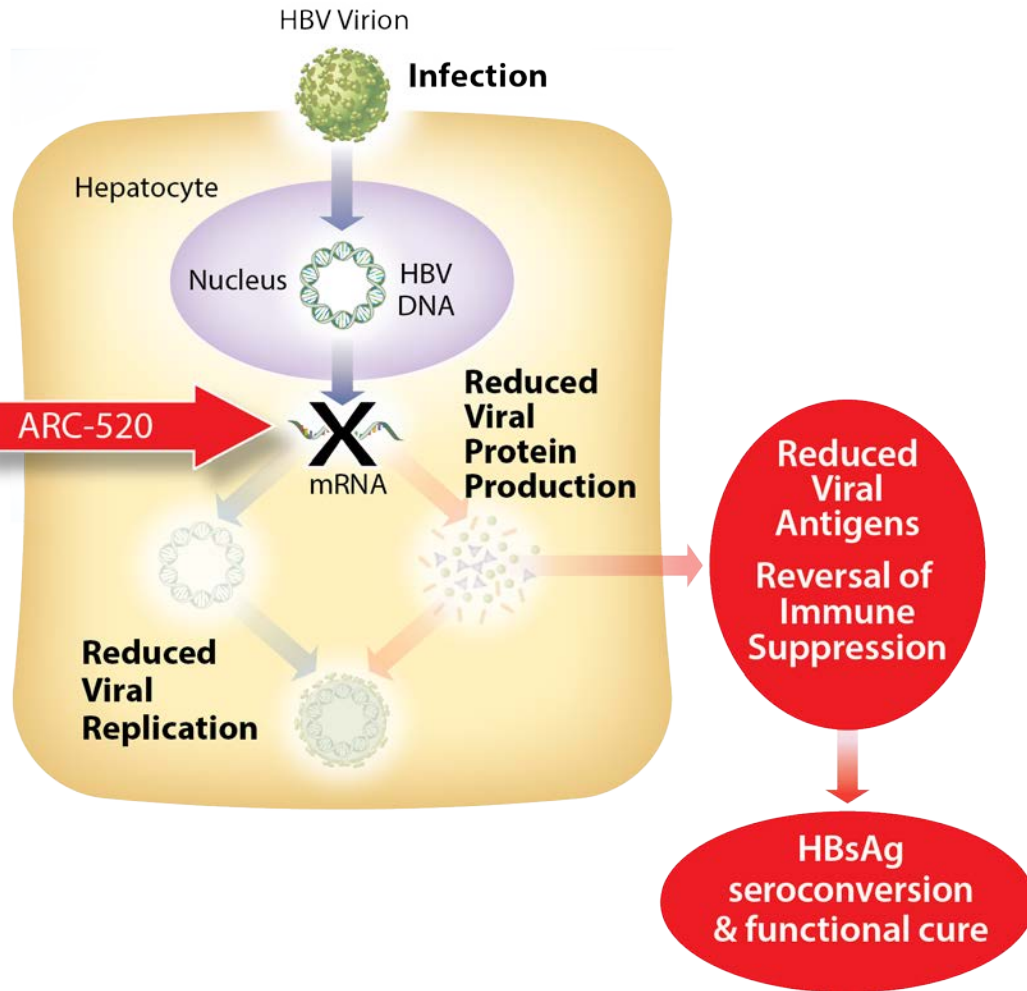 HBV Virion
Infection
Hepatocyte
Nucleus
HBV
DNA
ARC-520
mRNA
Reduced
Viral
Protein
Production
Reduced
Viral
Replication
Reduced
Viral
Antigens
Reversal of
Immune
Suppression
HBsAg
seroconversion
& functional cure